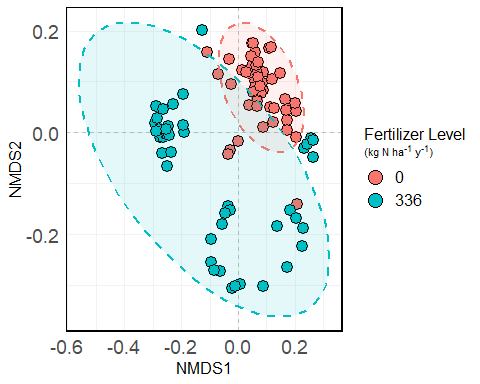 0.2
0.0
-0.2
NMDS2
-0.6
-0.4
-0.2
0.0
0.2
NMDS1
Fertilizer Level
(kg N ha⁻¹ y⁻¹)
0
336